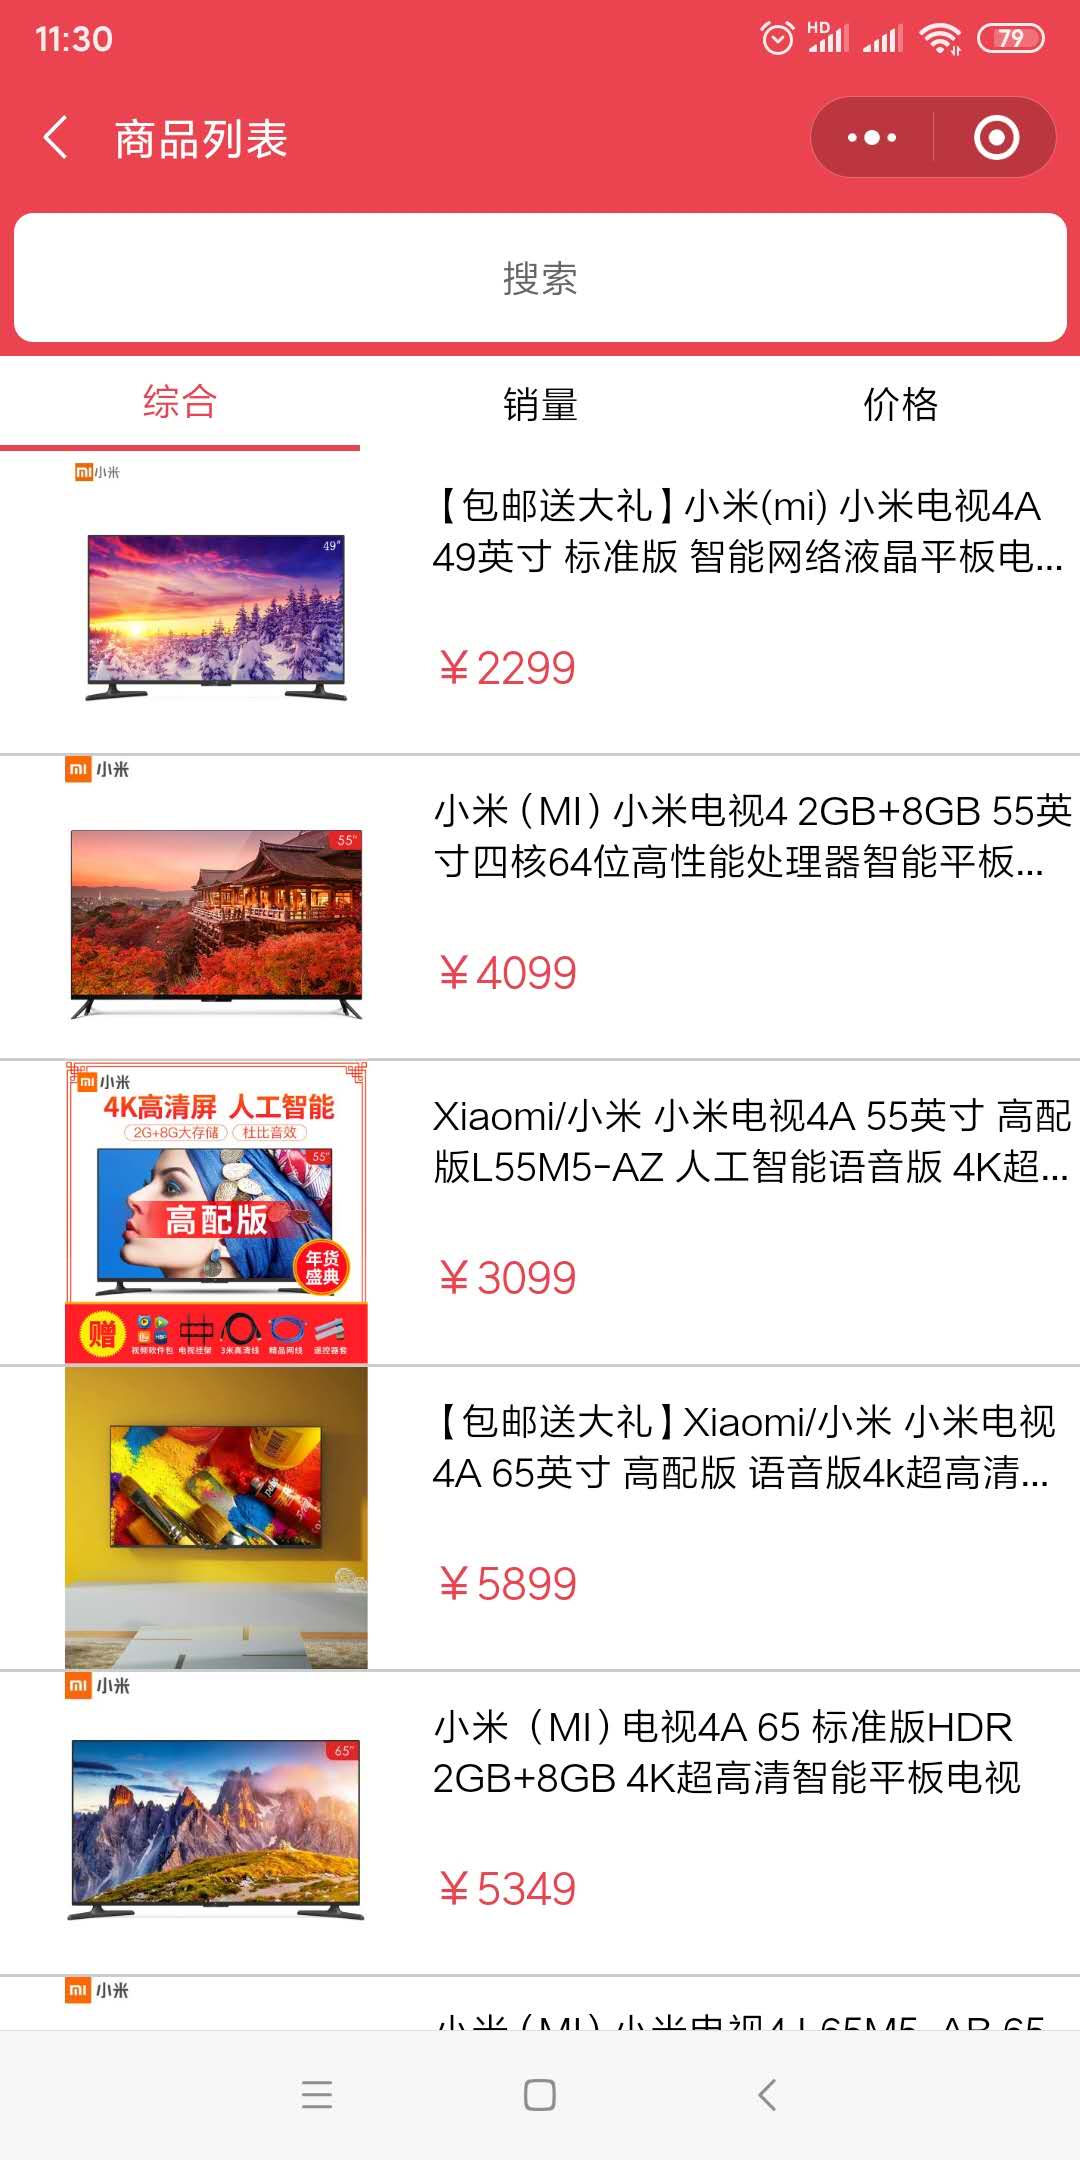 11:30
HD
79
商品列表
搜索
综合 销量 价格
mi 小米
49"
【包邮送大礼】小米(mi) 小米电视4A
49英寸 标准版 智能网络液晶平板电...
￥2299
mi 小米
55"
小米（MI）小米电视4 2GB+8GB 55英
寸四核64位高性能处理器智能平板...
￥4099
mi 小米
4K高清屏 人工智能
2G+8G大存储 杜比音效
55"
高配版
年货
盛典
赠
视频软件包 电视挂架 3米高清线 精品网线 遥控器套
Xiaomi/小米 小米电视4A 55英寸 高配
版L55M5-AZ 人工智能语音版 4K超...
￥3099
【包邮送大礼】Xiaomi/小米 小米电视
4A 65英寸 高配版 语音版4k超高清...
￥5899
mi 小米
65"
小米（MI）电视4A 65 标准版HDR
2GB+8GB 4K超高清智能平板电视
￥5349
mi 小米
小米（MI）小米电视4 L65M5-AB 65